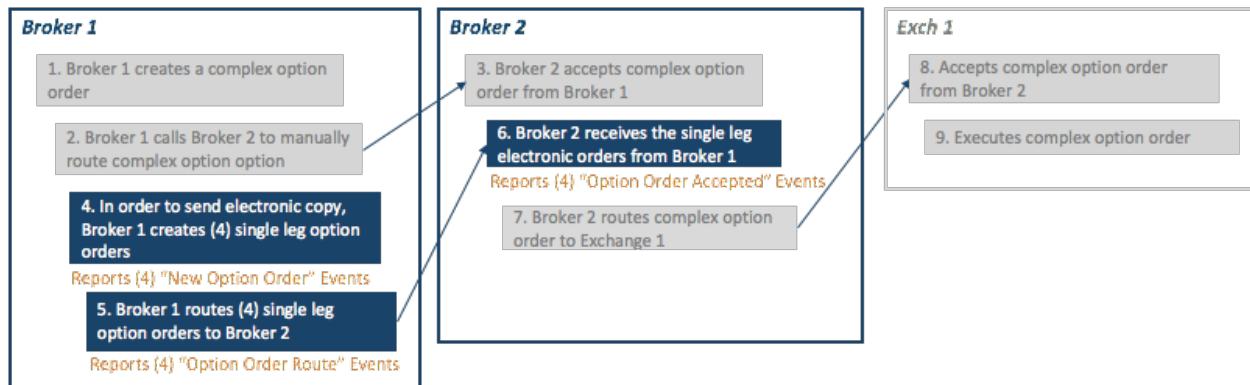 Broker 1
1. Broker 1 creates a complex option
order
2. Broker 1 calls Broker 2 to manually
route complex option option
4. In order to send electronic copy,
Broker 1 creates (4) single leg option
orders
Reports (4) "New Option Order" Events
5. Broker 1 routes (4) single leg
option orders to Broker 2
Reports (4) "Option Order Route" Events
Broker 2
3. Broker 2 accepts complex option
order from Broker 1
6. Broker 2 receives the single leg
electronic orders from Broker 1
Reports (4) "Option Order Accepted" Events
7. Broker 2 routes complex option
order to Exchange 1
Exch 1
8. Accepts complex option order
from Broker 2
9. Executes complex option order